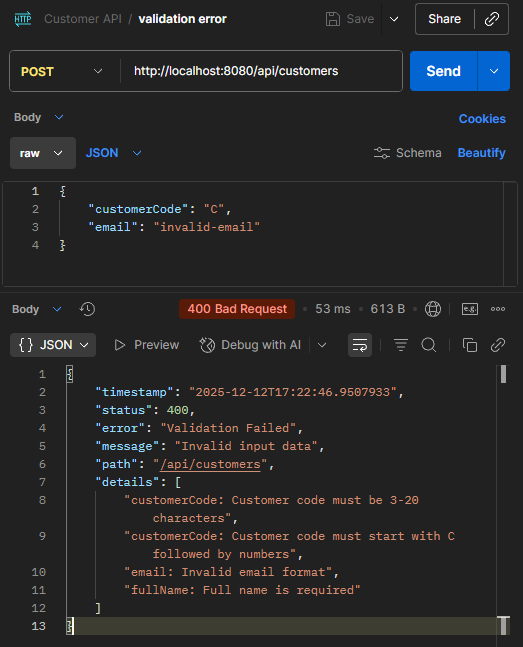 HTTP Customer API / validation error Save Share
POST http://localhost:8080/api/customers Send
Body Cookies
raw JSON Schema Beautify
1 {
2 "customerCode": "C",
3 "email": "invalid-email"
4 }
Body 400 Bad Request • 53 ms • 613 B e.g.
{} JSON Preview Debug with AI
1 {
2 "timestamp": "2025-12-12T17:22:46.9507933",
3 "status": 400,
4 "error": "Validation Failed",
5 "message": "Invalid input data",
6 "path": "/api/customers",
7 "details": [
8 "customerCode: Customer code must be 3-20
characters",
9 "customerCode: Customer code must start with C
followed by numbers",
10 "email: Invalid email format",
11 "fullName: Full name is required"
12 ]
13 }